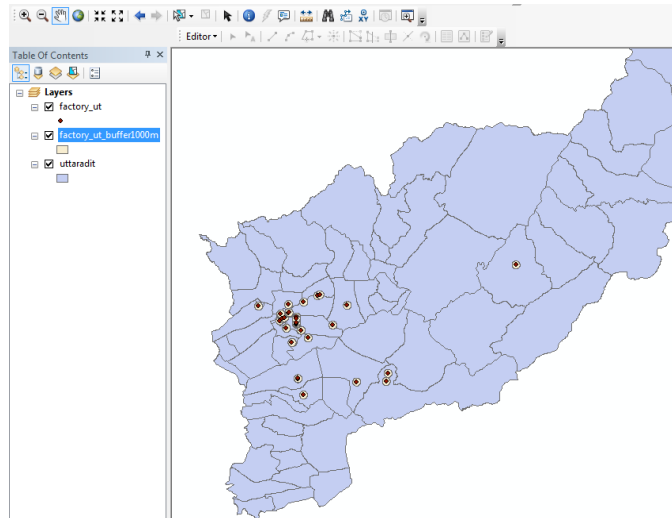 Editor
Table Of Contents
Layers
factory_ut
factory_ut_buffer1000m
uttaradit